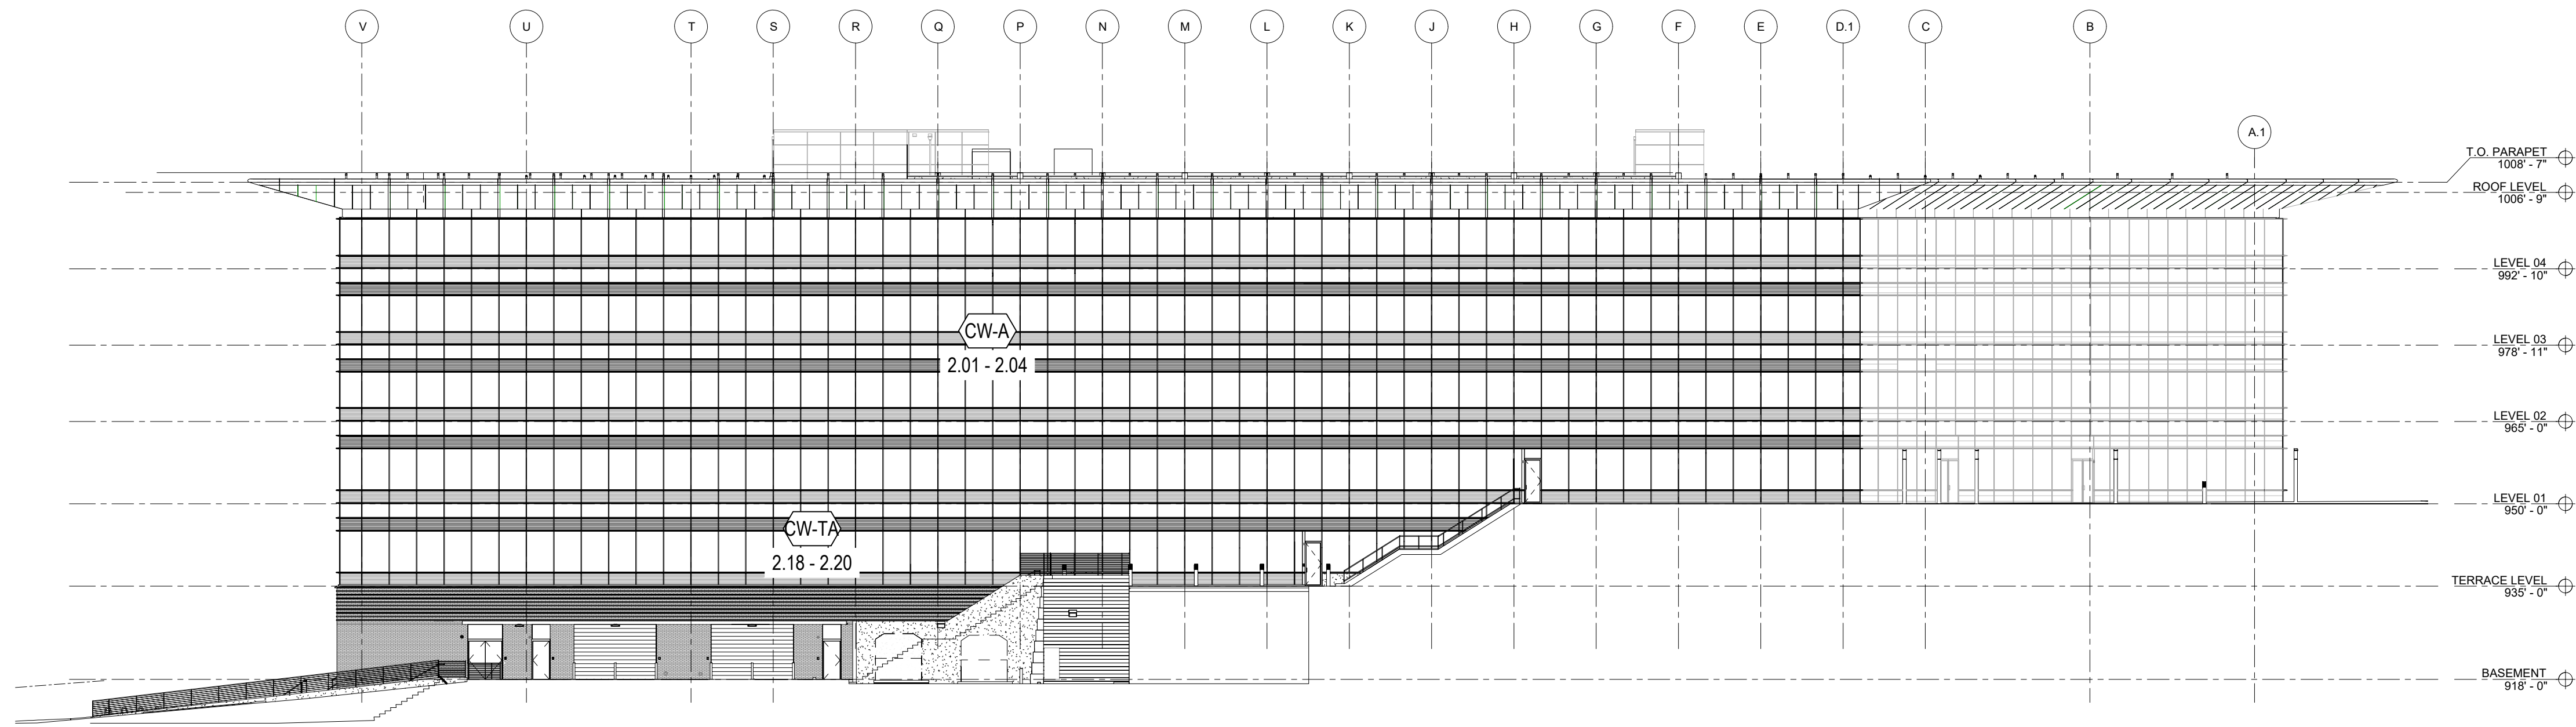 V
U
T
S
R
Q
P
N
M
L
K
J
H
G
F
E
D.1
C
B
A.1
T.O. PARAPET
1008' - 7"
ROOF LEVEL
1006' - 9"
LEVEL 04
992' - 10"
LEVEL 03
978' - 11"
LEVEL 02
965' - 0"
LEVEL 01
950' - 0"
TERRACE LEVEL
935' - 0"
BASEMENT
918' - 0"
CW-A
2.01 - 2.04
CW-TA
2.18 - 2.20